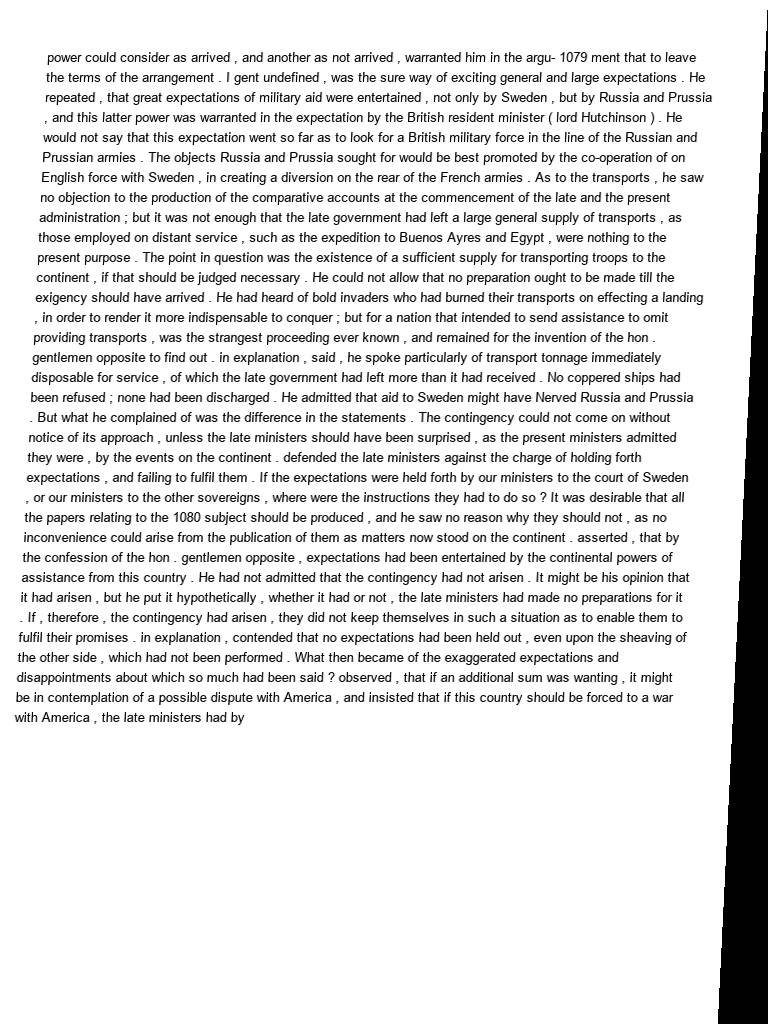 power could consider as arrived , and another as not arrived , warranted him in the argu- 1079 ment that to leave
the terms of the arrangement . I gent undefined , was the sure way of exciting general and large expectations . He
repeated , that great expectations of military aid were entertained , not only by Sweden , but by Russia and Prussia
, and this latter power was warranted in the expectation by the British resident minister ( lord Hutchinson ) . He
would not say that this expectation went so far as to look for a British military force in the line of the Russian and
Prussian armies . The objects Russia and Prussia sought for would be best promoted by the co-operation of on
English force with Sweden , in creating a diversion on the rear of the French armies . As to the transports , he saw
no objection to the production of the comparative accounts at the commencement of the late and the present
administration ; but it was not enough that the late government had left a large general supply of transports , as
those employed on distant service , such as the expedition to Buenos Ayres and Egypt , were nothing to the
present purpose . The point in question was the existence of a sufficient supply for transporting troops to the
continent , if that should be judged necessary . He could not allow that no preparation ought to be made till the
exigency should have arrived . He had heard of bold invaders who had burned their transports on effecting a landing
, in order to render it more indispensable to conquer ; but for a nation that intended to send assistance to omit
providing transports , was the strangest proceeding ever known , and remained for the invention of the hon .
gentlemen opposite to find out . in explanation , said , he spoke particularly of transport tonnage immediately
disposable for service , of which the late government had left more than it had received . No coppered ships had
been refused ; none had been discharged . He admitted that aid to Sweden might have Nerved Russia and Prussia
. But what he complained of was the difference in the statements . The contingency could not come on without
notice of its approach , unless the late ministers should have been surprised , as the present ministers admitted
they were , by the events on the continent . defended the late ministers against the charge of holding forth
expectations , and failing to fulfil them . If the expectations were held forth by our ministers to the court of Sweden
, or our ministers to the other sovereigns , where were the instructions they had to do so ? It was desirable that all
the papers relating to the 1080 subject should be produced , and he saw no reason why they should not , as no
inconvenience could arise from the publication of them as matters now stood on the continent . asserted , that by
the confession of the hon . gentlemen opposite , expectations had been entertained by the continental powers of
assistance from this country . He had not admitted that the contingency had not arisen . It might be his opinion that
it had arisen , but he put it hypothetically , whether it had or not , the late ministers had made no preparations for it
. If , therefore , the contingency had arisen , they did not keep themselves in such a situation as to enable them to
fulfil their promises . in explanation , contended that no expectations had been held out , even upon the sheaving of
the other side , which had not been performed . What then became of the exaggerated expectations and
disappointments about which so much had been said ? observed , that if an additional sum was wanting , it might
be in contemplation of a possible dispute with America , and insisted that if this country should be forced to a war
with America , the late ministers had by